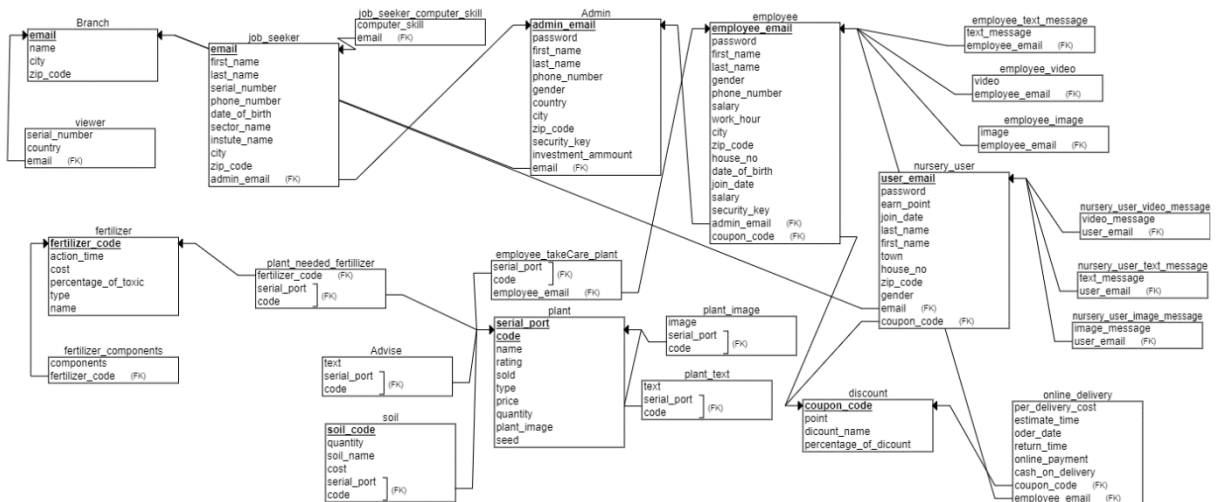 Branch
email
name
city
zip_code
viewer
serial_number
country
email (FK)
job_seeker
email
first_name
last_name
serial_number
phone_number
date_of_birth
sector_name
instute_name
city
zip_code
admin_email (FK)
job_seeker_computer_skill
computer_skill
email (FK)
Admin
admin_email
password
first_name
last_name
phone_number
gender
country
city
zip_code
security_key
investment_ammount
email (FK)
employee
employee_email
password
first_name
last_name
gender
phone_number
salary
work_hour
city
zip_code
house_no
date_of_birth
join_date
salary
security_key
admin_email (FK)
coupon_code (FK)
employee_text_message
text_message
employee_email (FK)
employee_video
video
employee_email (FK)
employee_image
image
employee_email (FK)
nursery_user
user_email
password
earn_point
join_date
last_name
first_name
town
house_no
zip_code
gender
email (FK)
coupon_code (FK)
nursery_user_video_message
video_message
user_email (FK)
nursery_user_text_message
text_message
user_email (FK)
nursery_user_image_message
image_message
user_email (FK)
fertilizer
fertilizer_code
action_time
cost
percentage_of_toxic
type
name
fertilizer_components
components
fertilizer_code (FK)
plant_needed_fertillizer
fertilizer_code (FK)
serial_port
code
(FK)
employee_takeCare_plant
serial_port
code
(FK)
employee_email (FK)
plant
serial_port
code
name
rating
sold
type
price
quantity
plant_image
seed
Advise
text
serial_port
code
(FK)
soil
soil_code
quantity
soil_name
cost
serial_port
code
(FK)
plant_image
image
serial_port
code
(FK)
plant_text
text
serial_port
code
(FK)
discount
coupon_code
point
dicount_name
percentage_of_dicount
online_delivery
per_delivery_cost
estimate_time
oder_date
return_time
online_payment
cash_on_delivery
coupon_code (FK)
employee_email (FK)